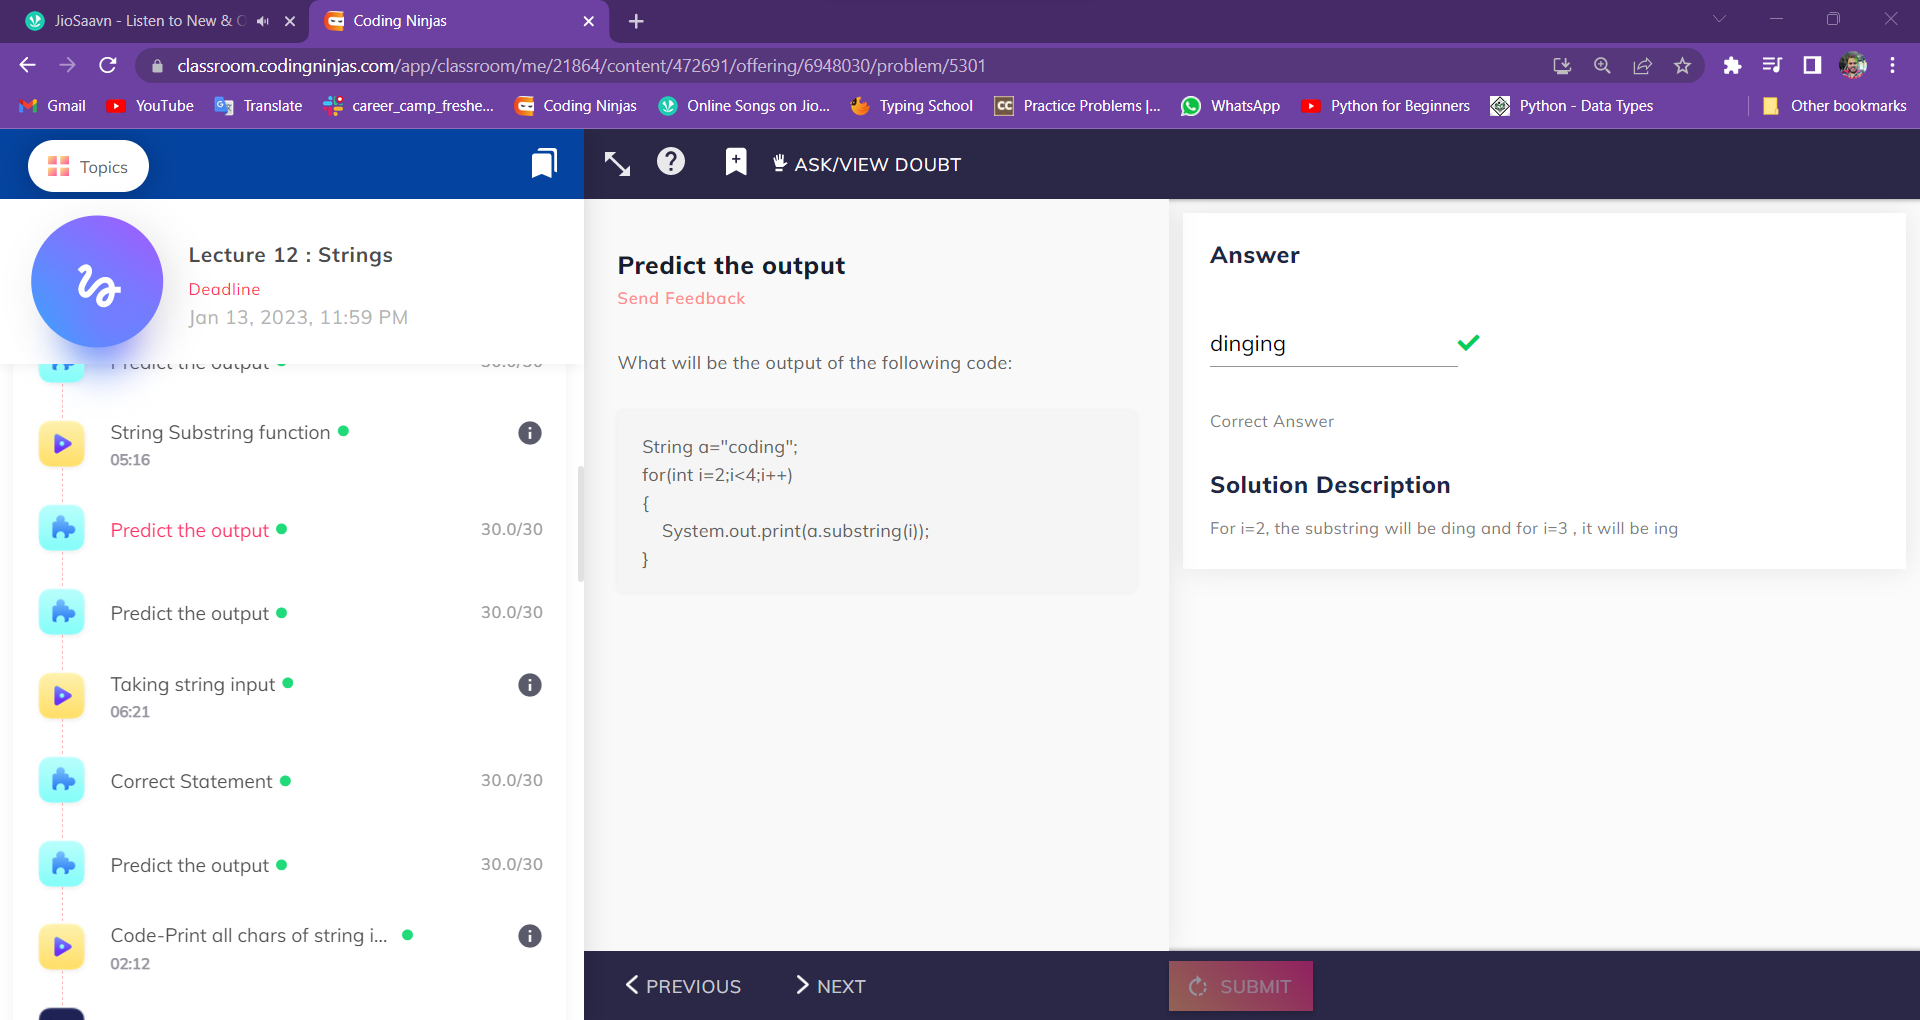 JioSaavn - Listen to New & O
Coding Ninjas
classroom.codingninjas.com/app/classroom/me/21864/content/472691/offering/6948030/problem/5301
Gmail
YouTube
Translate
career_camp_freshe...
Coding Ninjas
Online Songs on Jio...
Typing School
CC
Practice Problems |...
WhatsApp
Python for Beginners
Python - Data Types
Other bookmarks
Topics
ASK/VIEW DOUBT
Lecture 12 : Strings
Deadline
Jan 13, 2023, 11:59 PM
Predict the output
30.0/30
String Substring function
05:16
Predict the output
30.0/30
Predict the output
30.0/30
Taking string input
06:21
Correct Statement
30.0/30
Predict the output
30.0/30
Code-Print all chars of string i...
02:12
Predict the output
Send Feedback
What will be the output of the following code:
String a="coding";
for(int i=2;i<4;i++)
{
System.out.print(a.substring(i));
}
PREVIOUS
NEXT
Answer
dinging
Correct Answer
Solution Description
For i=2, the substring will be ding and for i=3 , it will be ing
SUBMIT